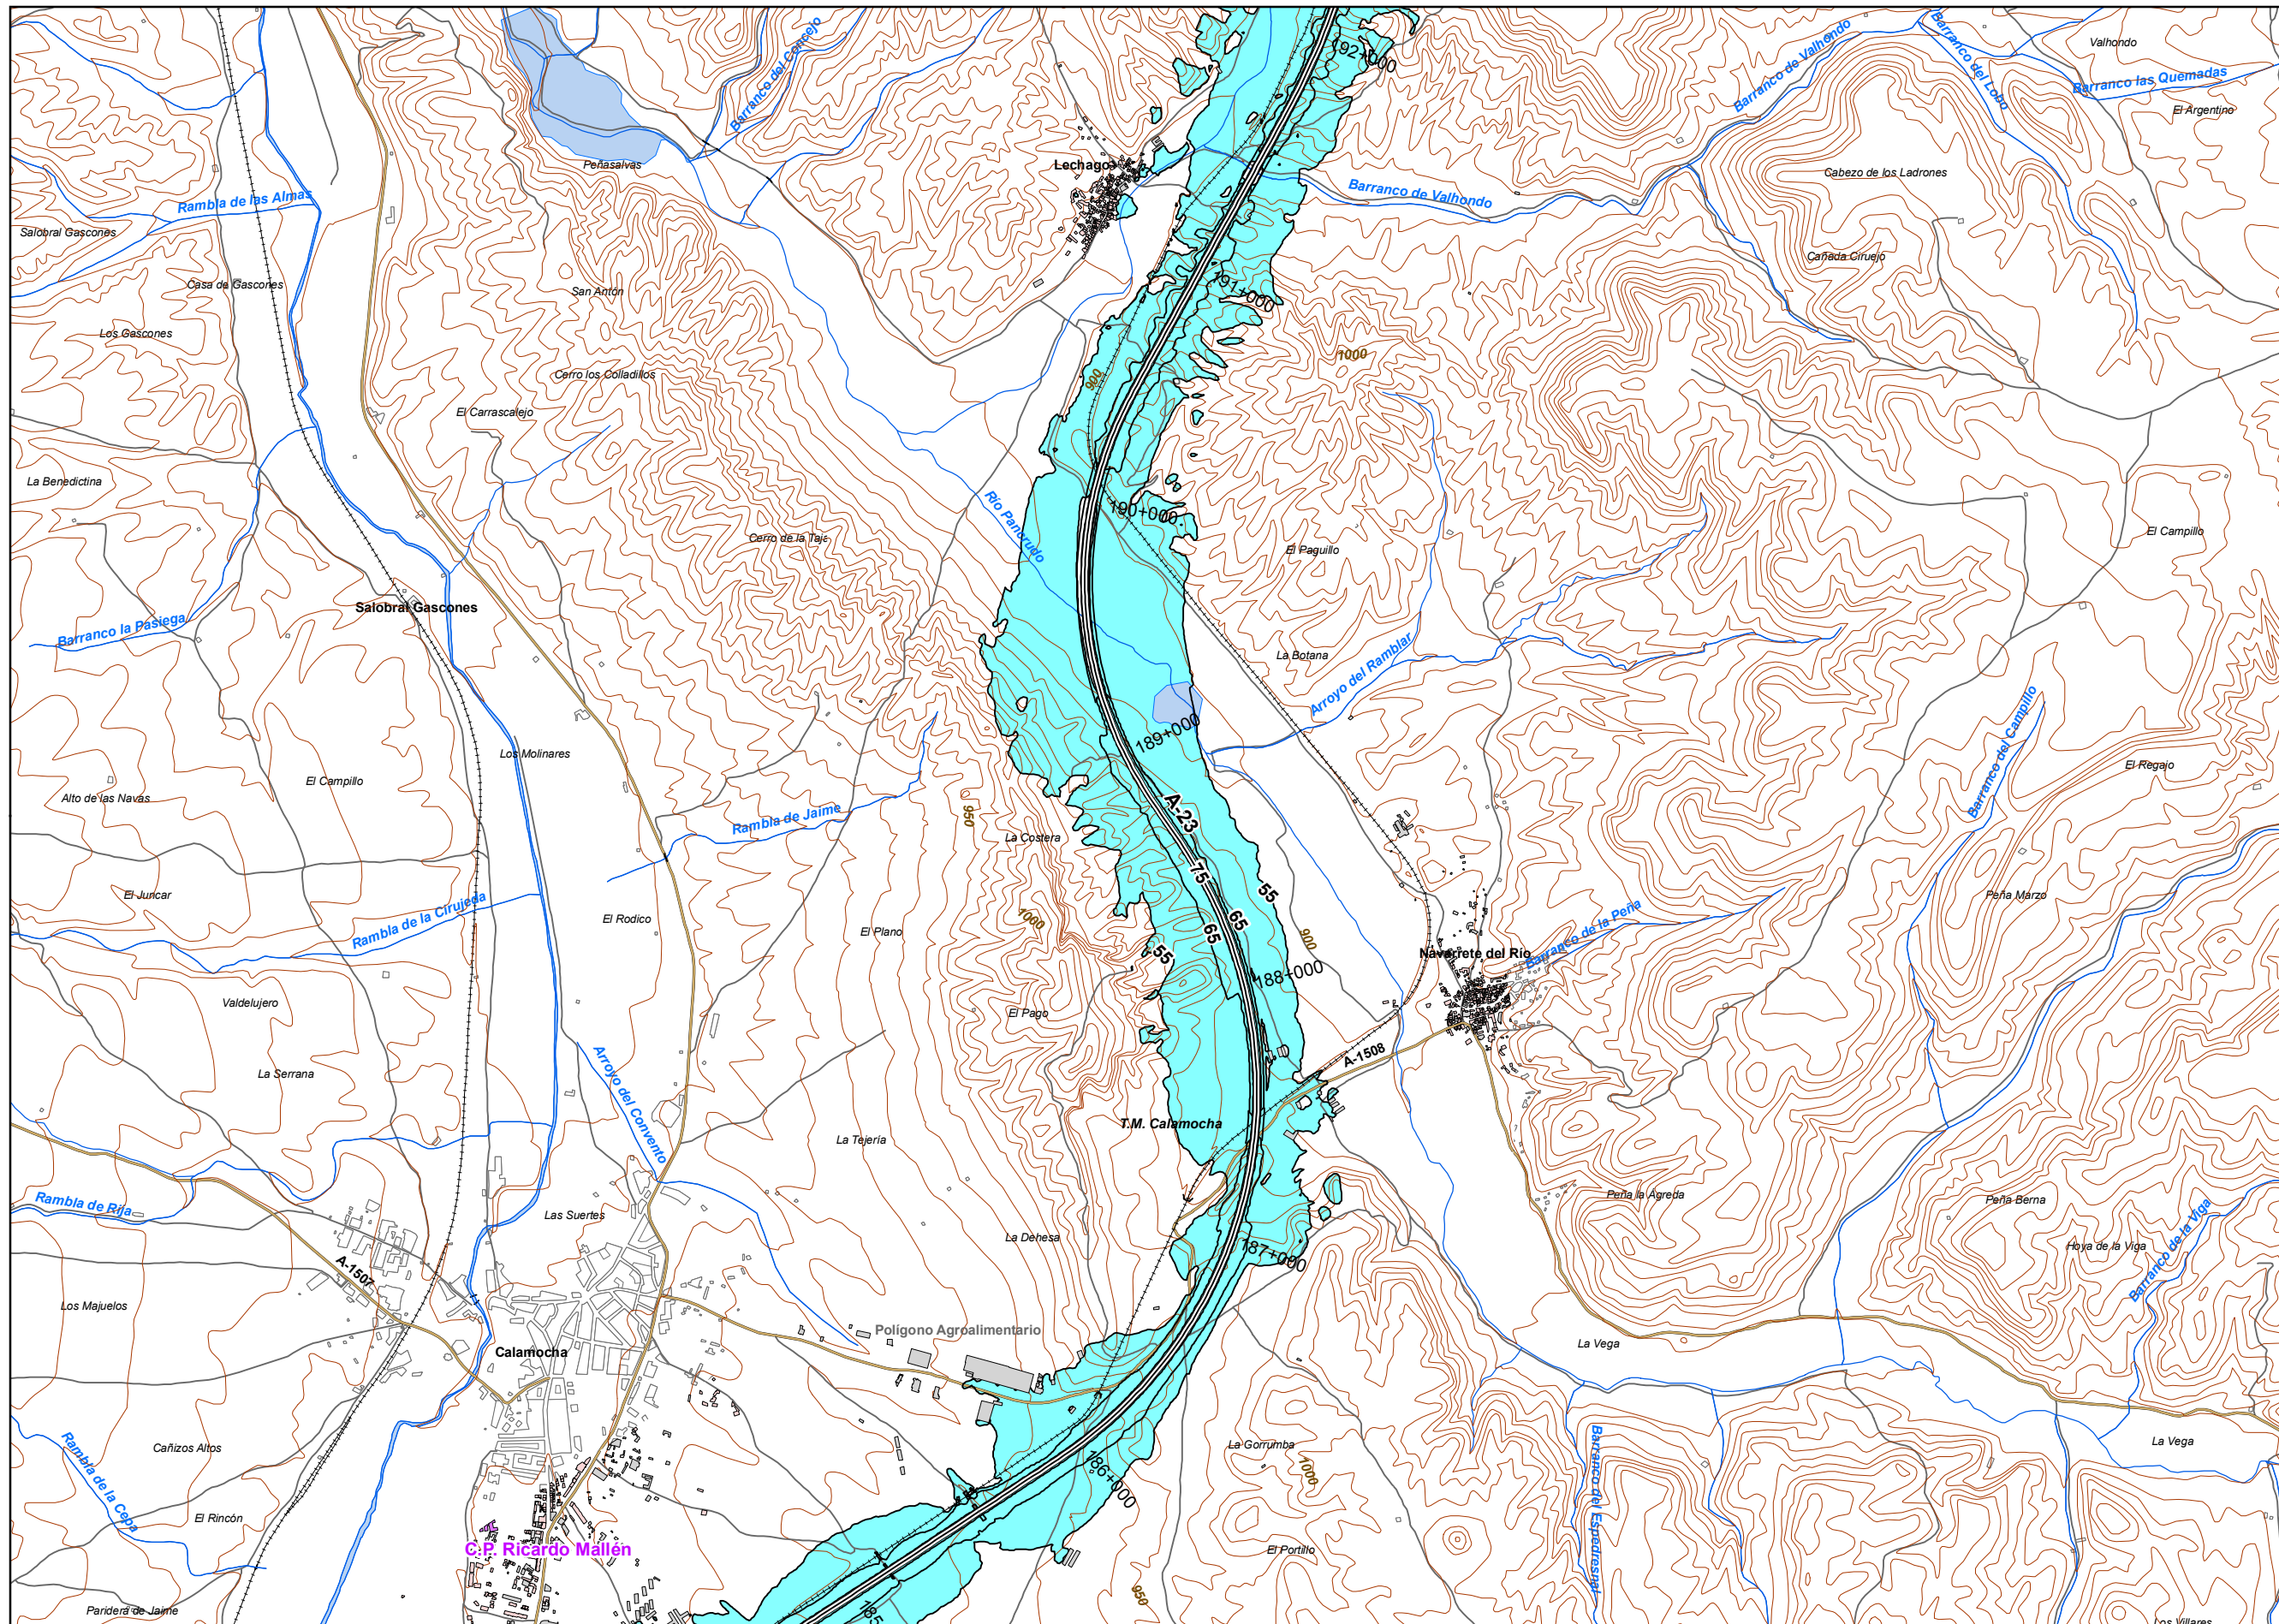 192+000
Barranco del Concejo
Barranco de Valhondo
Barranco del Lobo
Valhondo
Barranco las Quemadas
El Argentino
Peñasalvas
Lechago
Barranco de Valhondo
Cabezo de los Ladrones
Rambla de las Almas
Salobral Gascones
Casa de Gascones
San Antón
191+000
Cañada Ciruejo
Los Gascones
1000
Cerro los Colladillos
900
El Carrascalejo
La Benedictina
Río Pancrudo
190+000
Cerro de la Taja
El Paguillo
El Campillo
Salobral Gascones
Barranco la Pasiega
La Botana
Arroyo del Ramblar
189+000
Barranco del Campillo
Los Molinares
El Campillo
El Regajo
Alto de las Navas
Rambla de Jaime
950
La Costera
A-23
75
55
El Juncar
Peña Marzo
Rambla de la Cirujeda
El Rodico
1000
El Plano
65
65
55
900
Barranco de la Peña
Navarrete del Río
188+000
Valdelujero
El Pago
A-1508
La Serrana
Arroyo del Convento
T.M. Calamocha
La Tejería
Rambla de Rija
Peña la Agreda
Peña Berna
Barranco de la Viga
Las Suertes
La Dehesa
187+000
Hoya de la Viga
A-1507
Los Majuelos
Polígono Agroalimentario
Calamocha
La Vega
Cañizos Altos
La Gorrumba
La Vega
186+000
1000
Rambla de la Cepa
El Rincón
Barranco del Espedresnal
C.P. Ricardo Mallén
El Portillo
950
Paridera de Jaime
185
Los Villares